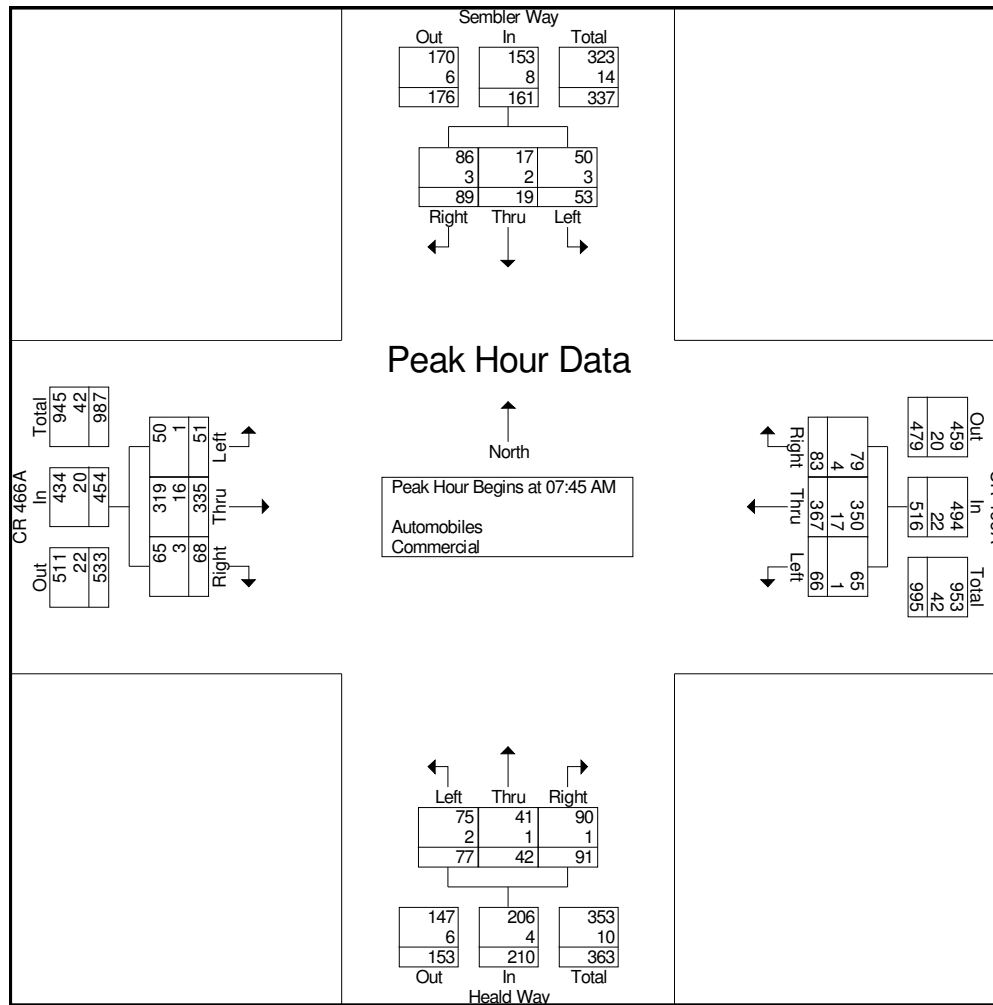 Sembler Way
Out In Total
170 153 323
6 8 14
176 161 337
86 17 50
3 2 3
89 19 53
Right Thru Left
Peak Hour Data
North
Peak Hour Begins at 07:45 AM
Automobiles
Commercial
CR 466A
Out In Total
511 434 945
22 20 42
533 454 987
Right Thru Left
65 319 50
3 16 1
68 335 51
Out In Total
459 494 953
20 22 42
479 516 995
Right Thru Left
79 350 65
4 17 1
83 367 66
Left Thru Right
75 41 90
2 1 1
77 42 91
147 206 353
6 4 10
153 210 363
Out In Total
Heald Way